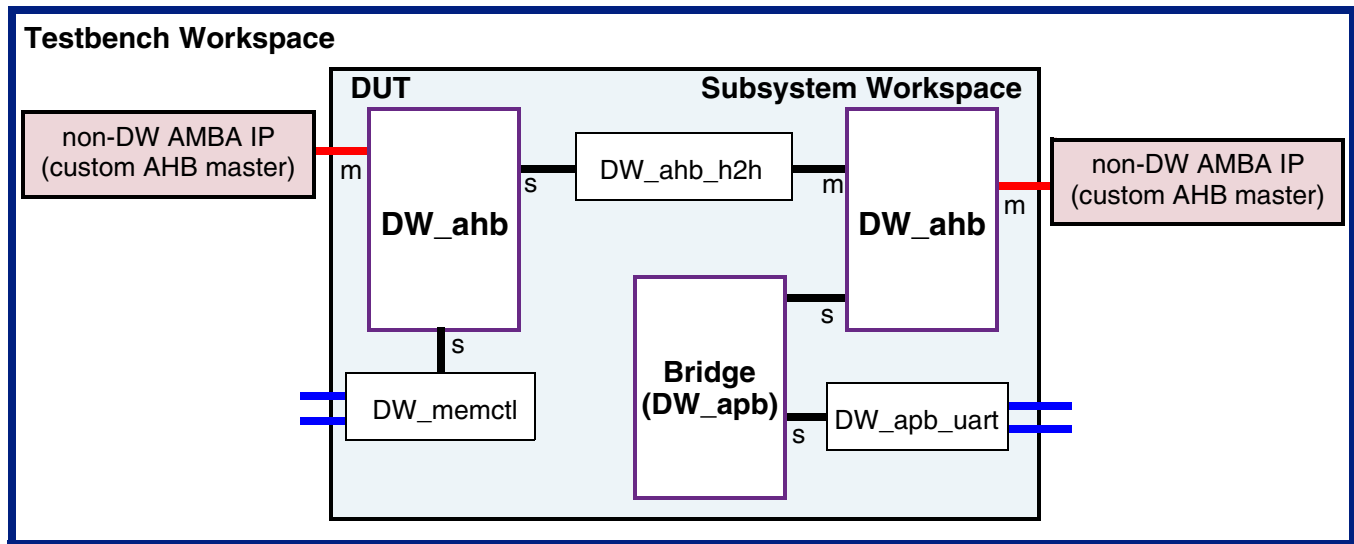 Testbench Workspace
DUT
Subsystem Workspace
non-DW AMBA IP
(custom AHB master)
m
DW_ahb
s
DW_ahb_h2h
m
DW_ahb
m
non-DW AMBA IP
(custom AHB master)
s
DW_memctl
s
Bridge
(DW_apb)
s
DW_apb_uart